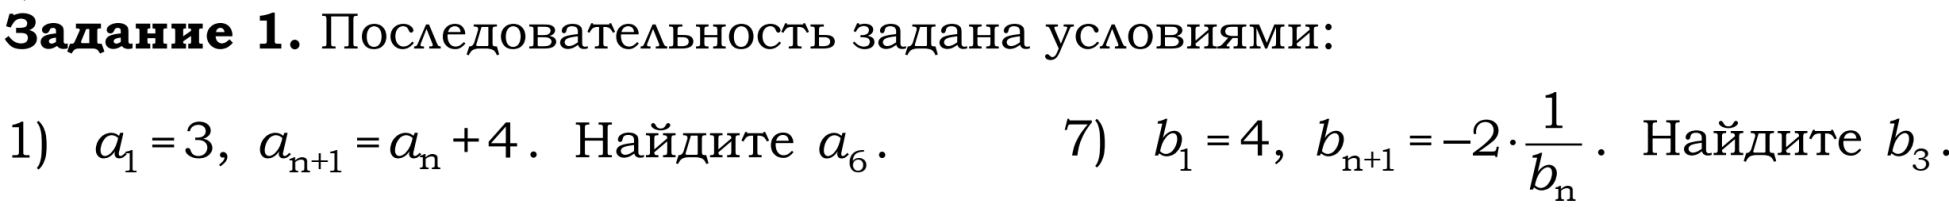 Задание 1. Последовательность задана условиями:
1) a₁ = 3, aₙ₊₁ = aₙ + 4. Найдите a₆. 7) b₁ = 4, bₙ₊₁ = −2 · 1/bₙ. Найдите b₃.